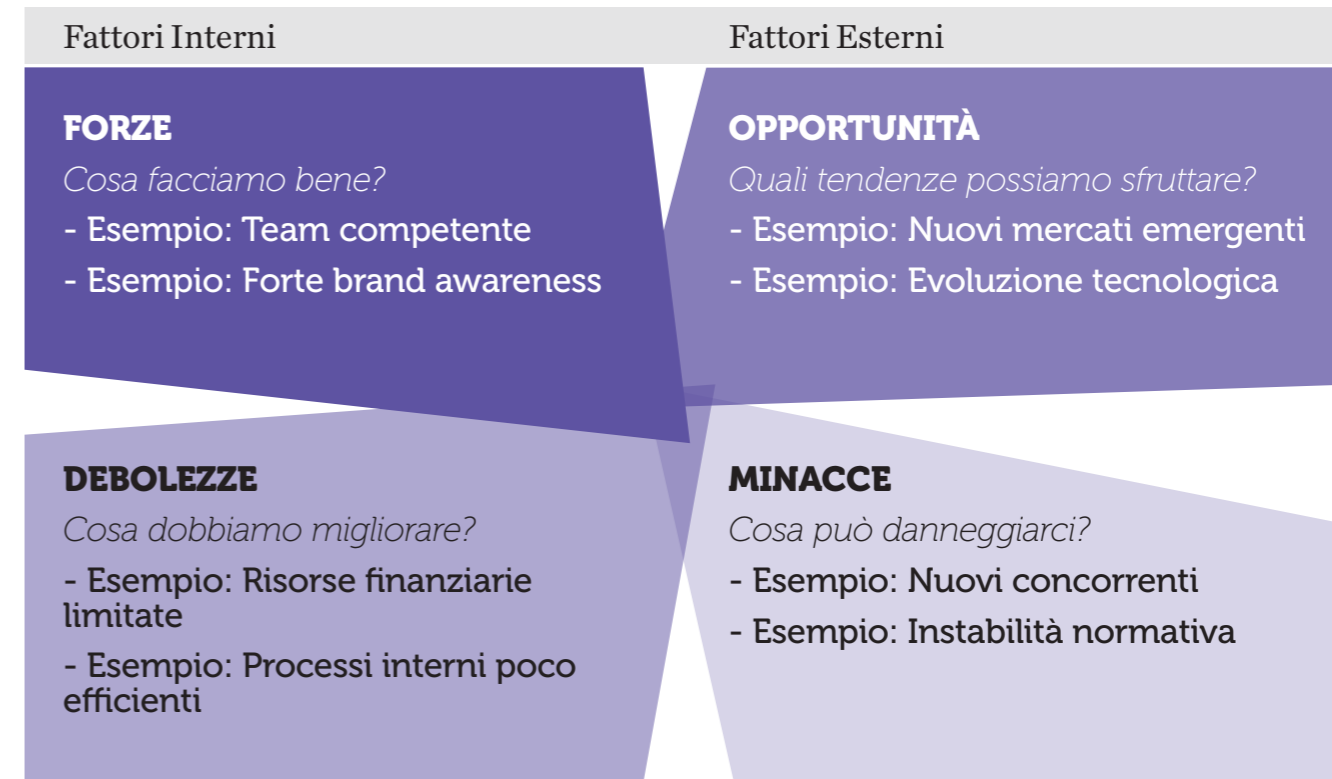 Fattori Interni
Fattori Esterni
FORZE
Cosa facciamo bene?
- Esempio: Team competente
- Esempio: Forte brand awareness
OPPORTUNITÀ
Quali tendenze possiamo sfruttare?
- Esempio: Nuovi mercati emergenti
- Esempio: Evoluzione tecnologica
DEBOLEZZE
Cosa dobbiamo migliorare?
- Esempio: Risorse finanziarie
limitate
- Esempio: Processi interni poco
efficienti
MINACCE
Cosa può danneggiarci?
- Esempio: Nuovi concorrenti
- Esempio: Instabilità normativa